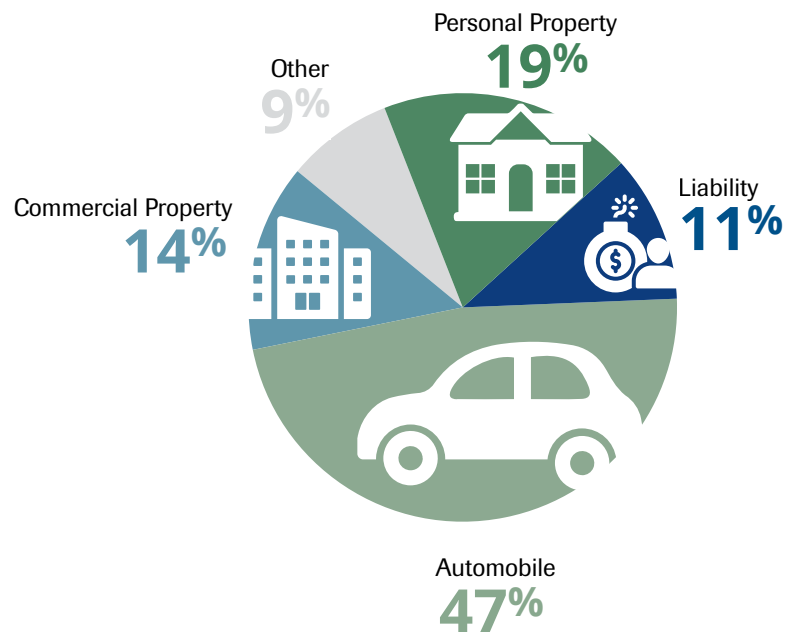 Personal Property
19%
Other
9%
Liability
11%
Commercial Property
14%
$
Automobile
47%